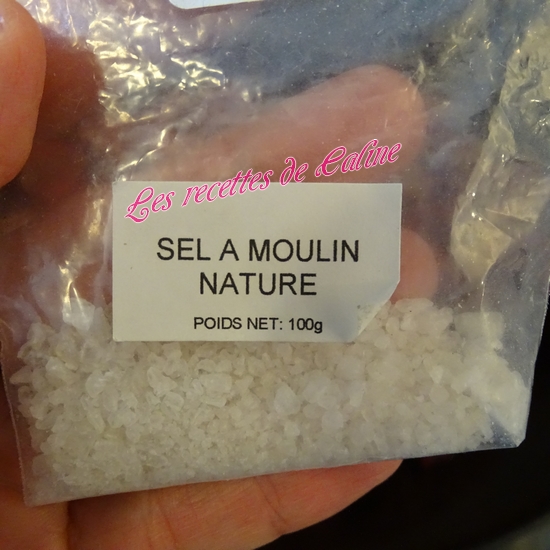 Les recettes de Caline
SEL A MOULIN
NATURE
POIDS NET: 100g